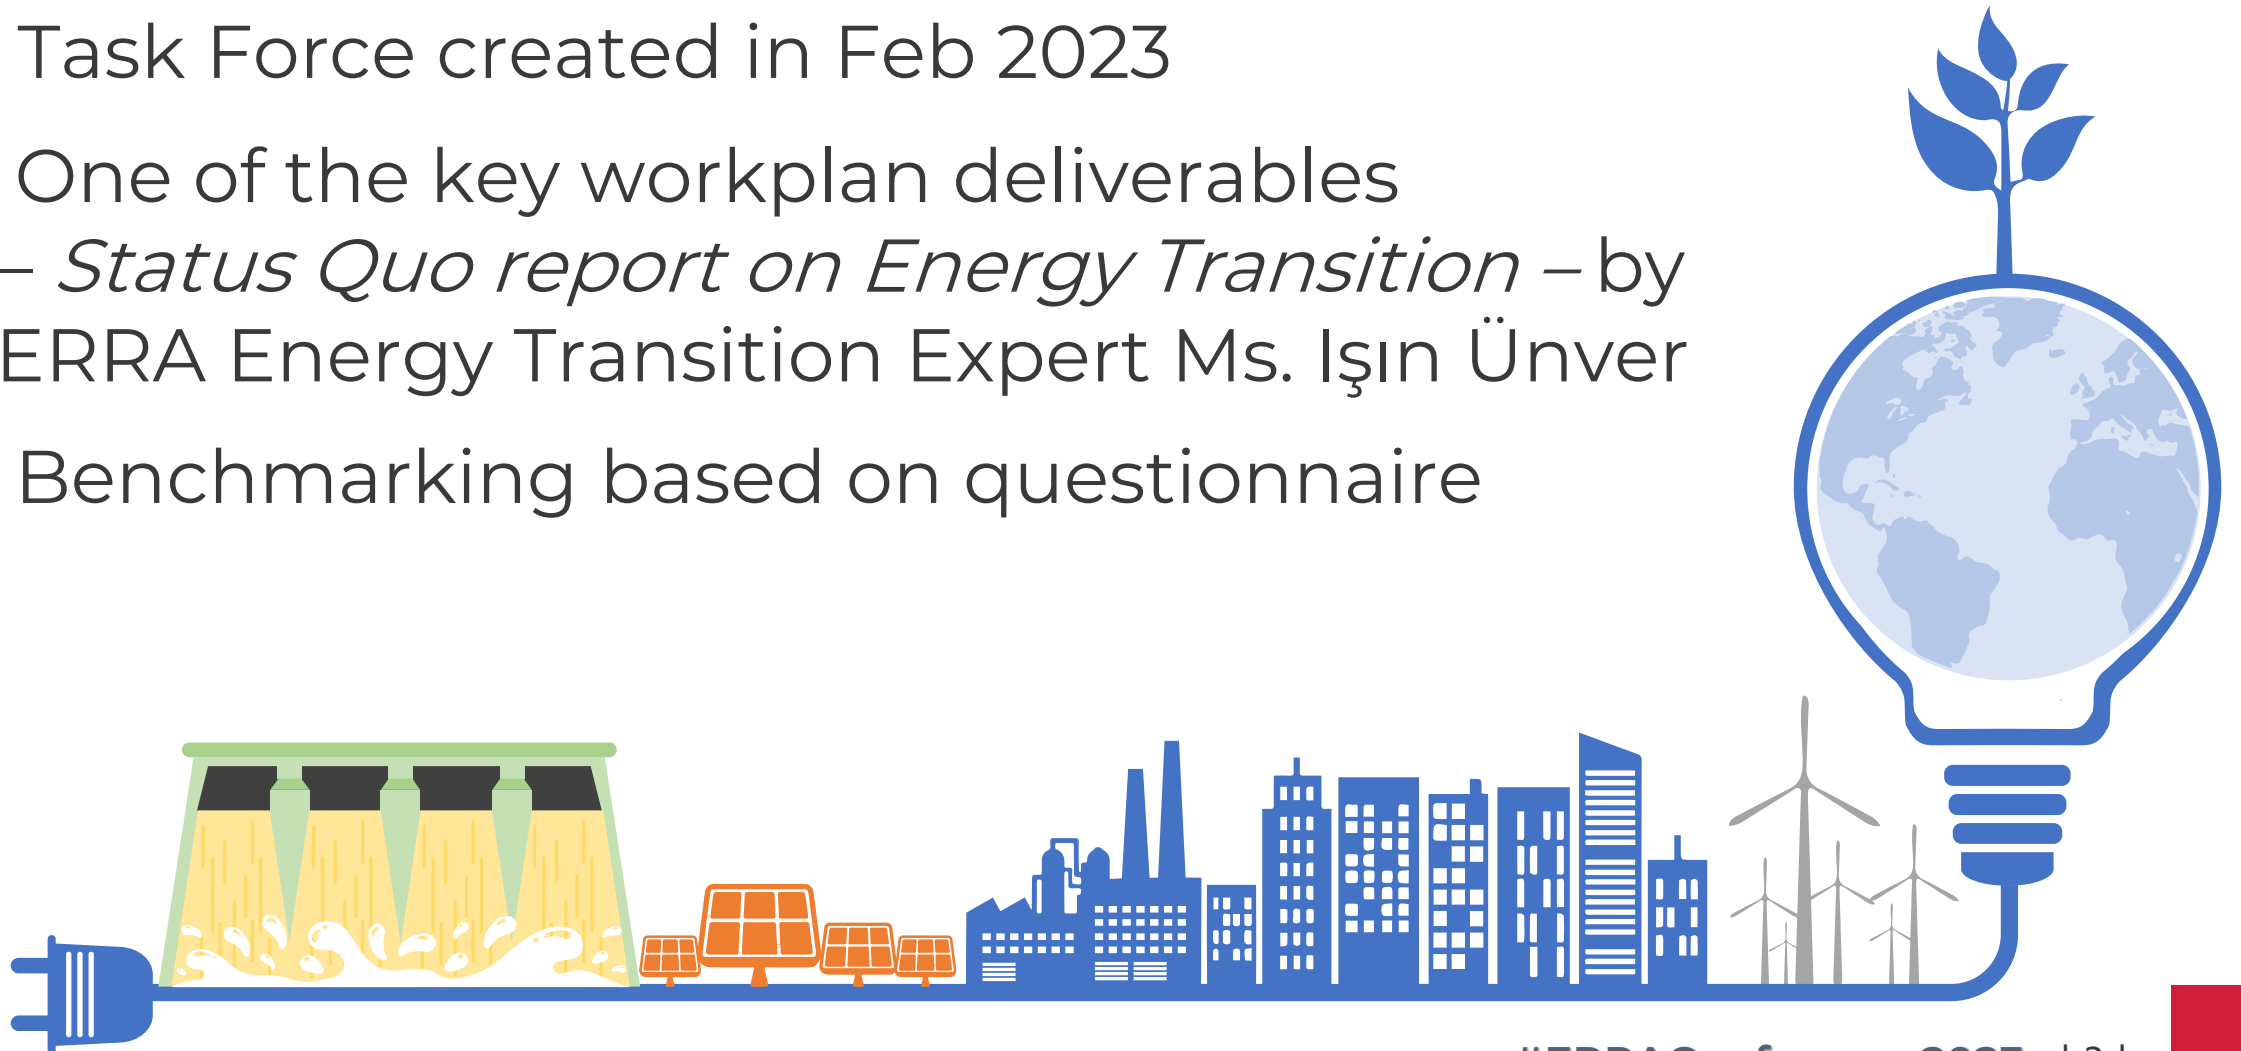 Task Force created in Feb 2023
One of the key workplan deliverables
– Status Quo report on Energy Transition – by
ERRA Energy Transition Expert Ms. Işın Ünver
Benchmarking based on questionnaire